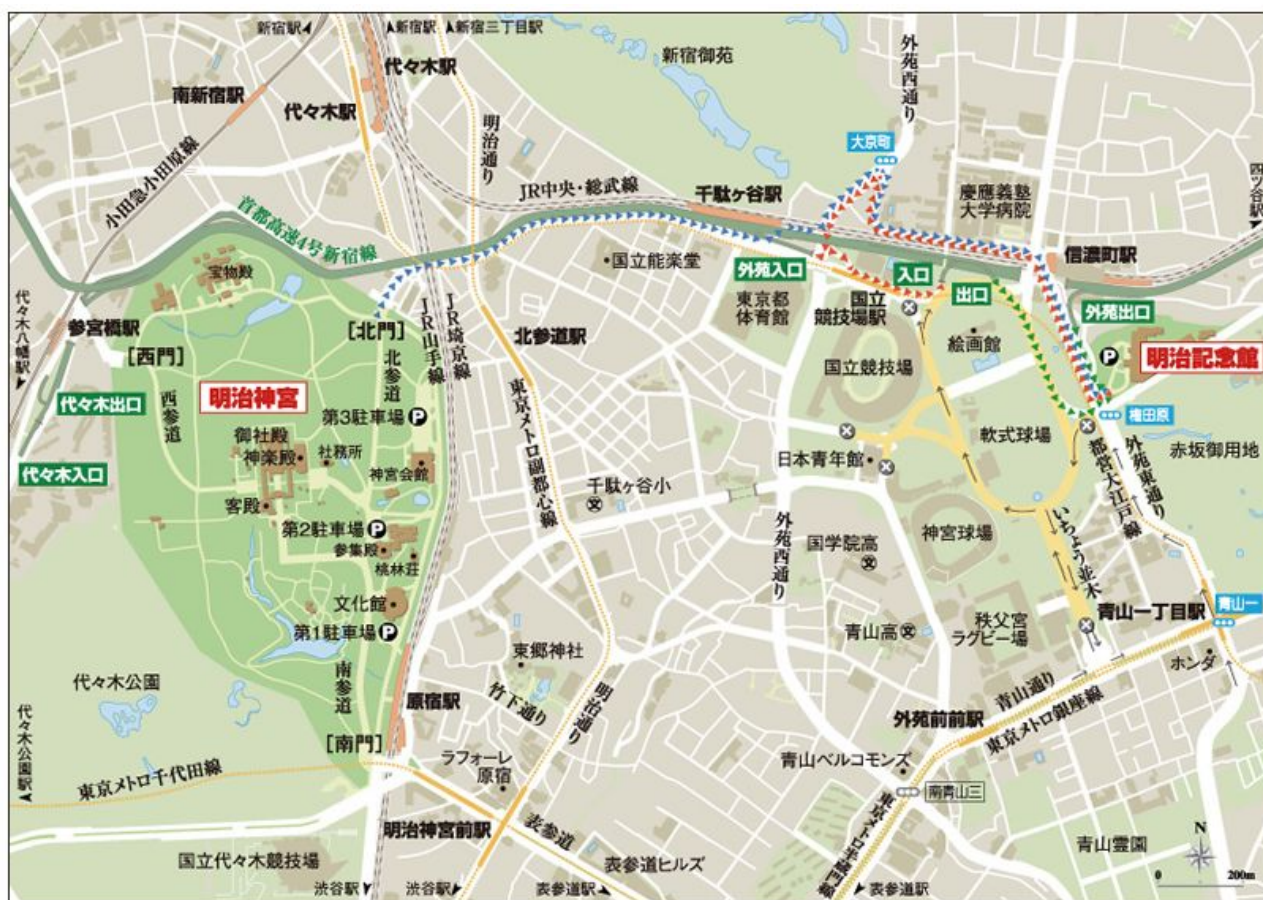 新宿駅
新宿駅
新宿三丁目駅
代々木駅
南新宿駅
代々木駅
新宿御苑
外苑西通り
明治通り
大京町
小田急小田原線
JR中央・総武線
千駄ヶ谷駅
慶應義塾
大学病院
四ツ谷駅
首都高速4号新宿線
宝物殿
国立能楽堂
外苑入口
入口
信濃町駅
東京都
体育館
国立
競技場駅
出口
外苑出口
代々木八幡駅
参宮橋駅
[西門]
[北門]
北参道
JR山手線
JR埼京線
北参道駅
絵画館
P
明治記念館
国立競技場
代々木出口
西参道
明治神宮
第3駐車場
P
東京メトロ副都心線
軟式球場
権田原
御社殿
神楽殿
社務所
神宮会館
日本青年館
都営大江戸線
外苑東通り
赤坂御用地
代々木入口
客殿
千駄ヶ谷小
文
第2駐車場
P
参集殿
桃林荘
外苑西通り
国学院高
文
神宮球場
いちょう並木
文化館
第1駐車場
P
青山高
文
秩父宮
ラグビー場
青山一丁目駅
青山一
東郷神社
ホンダ
代々木公園
南参道
原宿駅
竹下通り
明治通り
青山通り
外苑前前駅
東京メトロ銀座線
代々木公園駅
[南門]
東京メトロ千代田線
ラフォーレ
原宿
青山ベルコモンズ
南青山三
明治神宮前駅
表参道
東京メトロ半蔵門線
青山霊園
N
国立代々木競技場
表参道ヒルズ
渋谷駅
渋谷駅
表参道駅
表参道駅
0
200m